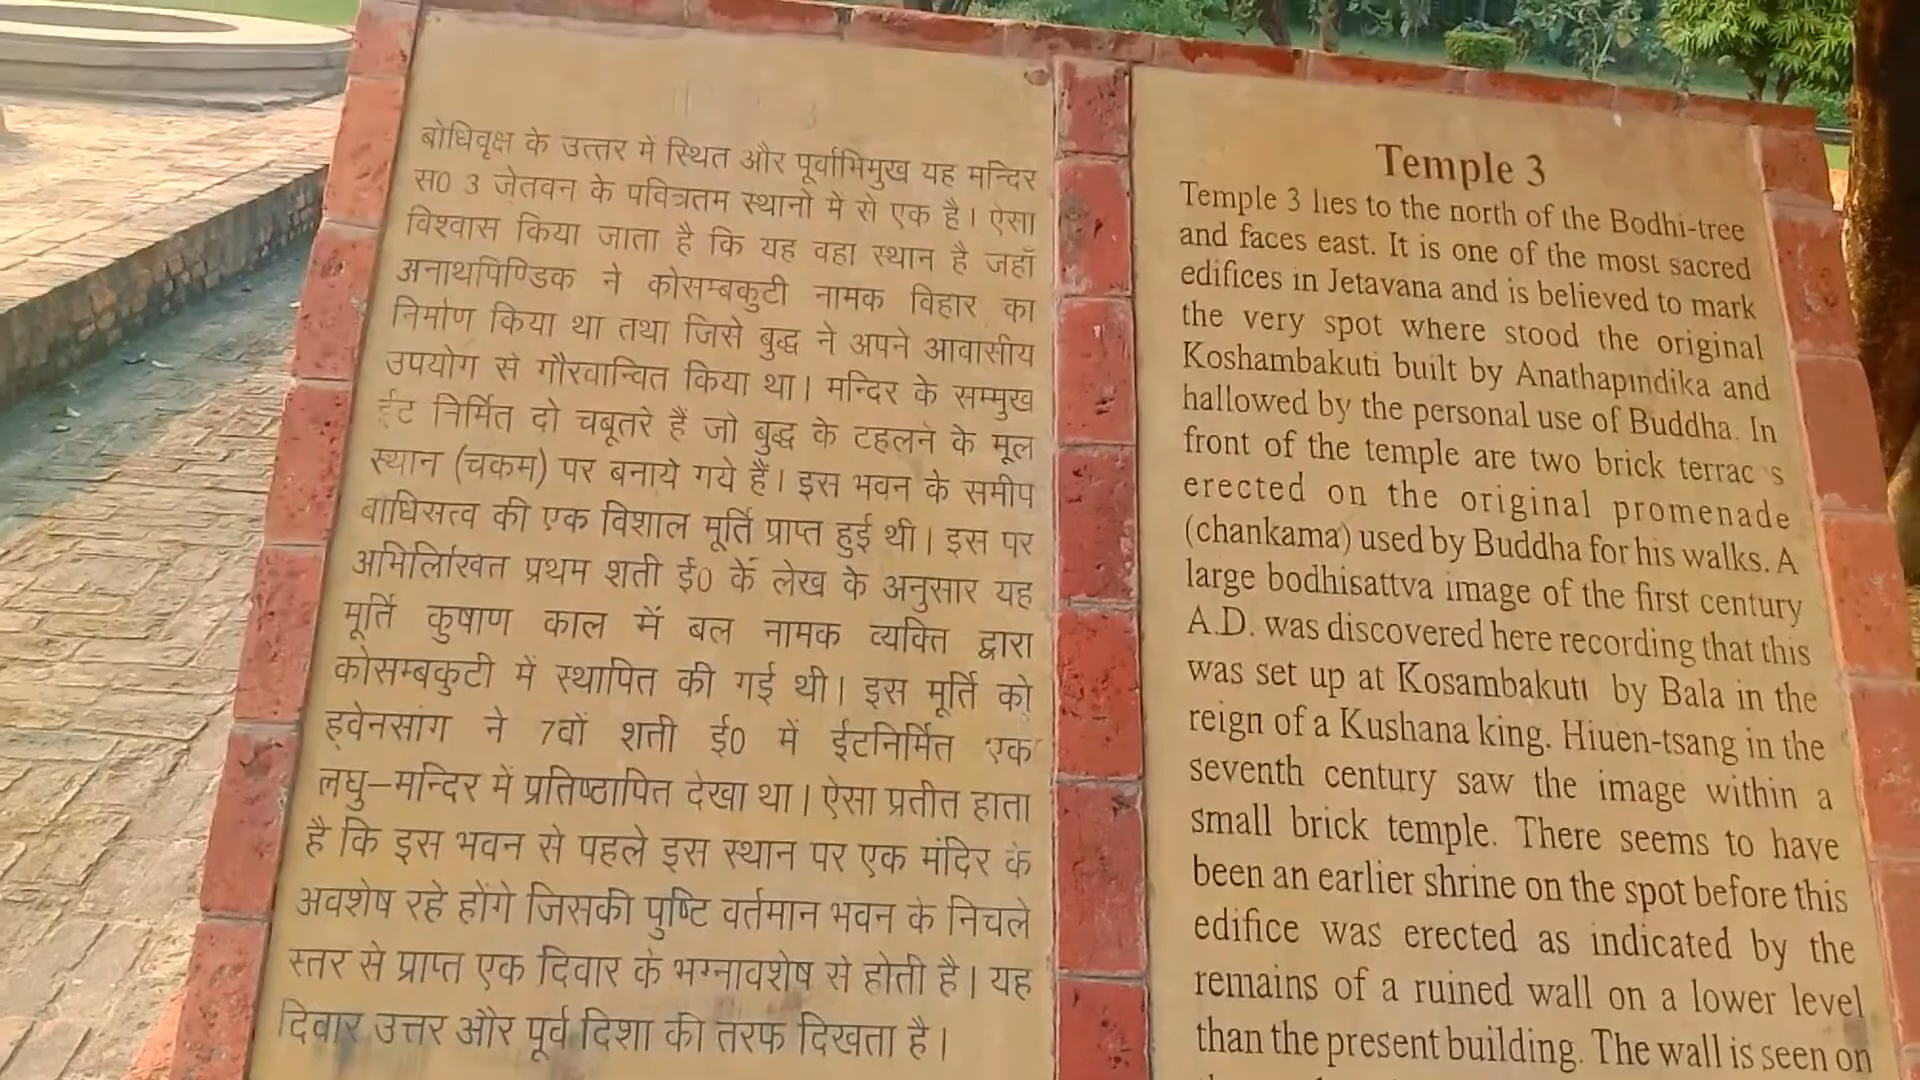 बोधिवृक्ष के उत्तर में स्थित और पूर्वाभिमुख यह मन्दिर
स0 3 जेतवन के पवित्रतम स्थानों में से एक है। ऐसा
विश्वास किया जाता है कि यह वहा स्थान है जहाँ
अनाथपिण्डिक ने कोसम्बकुटी नामक विहार का
निर्माण किया था तथा जिसे बुद्ध ने अपने आवासीय
उपयोग से गौरवान्वित किया था। मन्दिर के सम्मुख
ईंट निर्मित दो चबूतरे हैं जो बुद्ध के टहलने के मूल
स्थान (चकम) पर बनाये गये हैं। इस भवन के समीप
बाधिसत्व की एक विशाल मूर्ति प्राप्त हुई थी। इस पर
अभिलिखित प्रथम शती ई0 के लेख के अनुसार यह
मूर्ति कुषाण काल में बल नामक व्यक्ति द्वारा
कोसम्बकुटी में स्थापित की गई थी। इस मूर्ति को
ह्वेनसांग ने 7वों शती ई0 में ईटनिर्मित एक
लघु–मन्दिर में प्रतिष्ठापित देखा था। ऐसा प्रतीत हाता
है कि इस भवन से पहले इस स्थान पर एक मंदिर के
अवशेष रहे होंगे जिसकी पुष्टि वर्तमान भवन के निचले
स्तर से प्राप्त एक दिवार के भग्नावशेष से होती है। यह
दिवार उत्तर और पूर्व दिशा की तरफ दिखता है।
Temple 3
Temple 3 lies to the north of the Bodhi-tree
and faces east. It is one of the most sacred
edifices in Jetavana and is believed to mark
the very spot where stood the original
Koshambakuti built by Anathapindika and
hallowed by the personal use of Buddha. In
front of the temple are two brick terrac s
erected on the original promenade
(chankama) used by Buddha for his walks. A
large bodhisattva image of the first century
A.D. was discovered here recording that this
was set up at Kosambakuti by Bala in the
reign of a Kushana king. Hiuen-tsang in the
seventh century saw the image within a
small brick temple. There seems to have
been an earlier shrine on the spot before this
edifice was erected as indicated by the
remains of a ruined wall on a lower level
than the present building. The wall is seen on